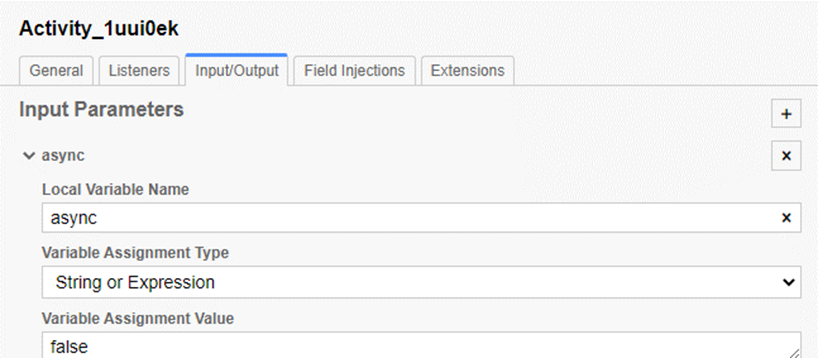 Activity_1uui0ek
General Listeners Input/Output Field Injections Extensions
Input Parameters
async
Local Variable Name
async
Variable Assignment Type
String or Expression
Variable Assignment Value
false